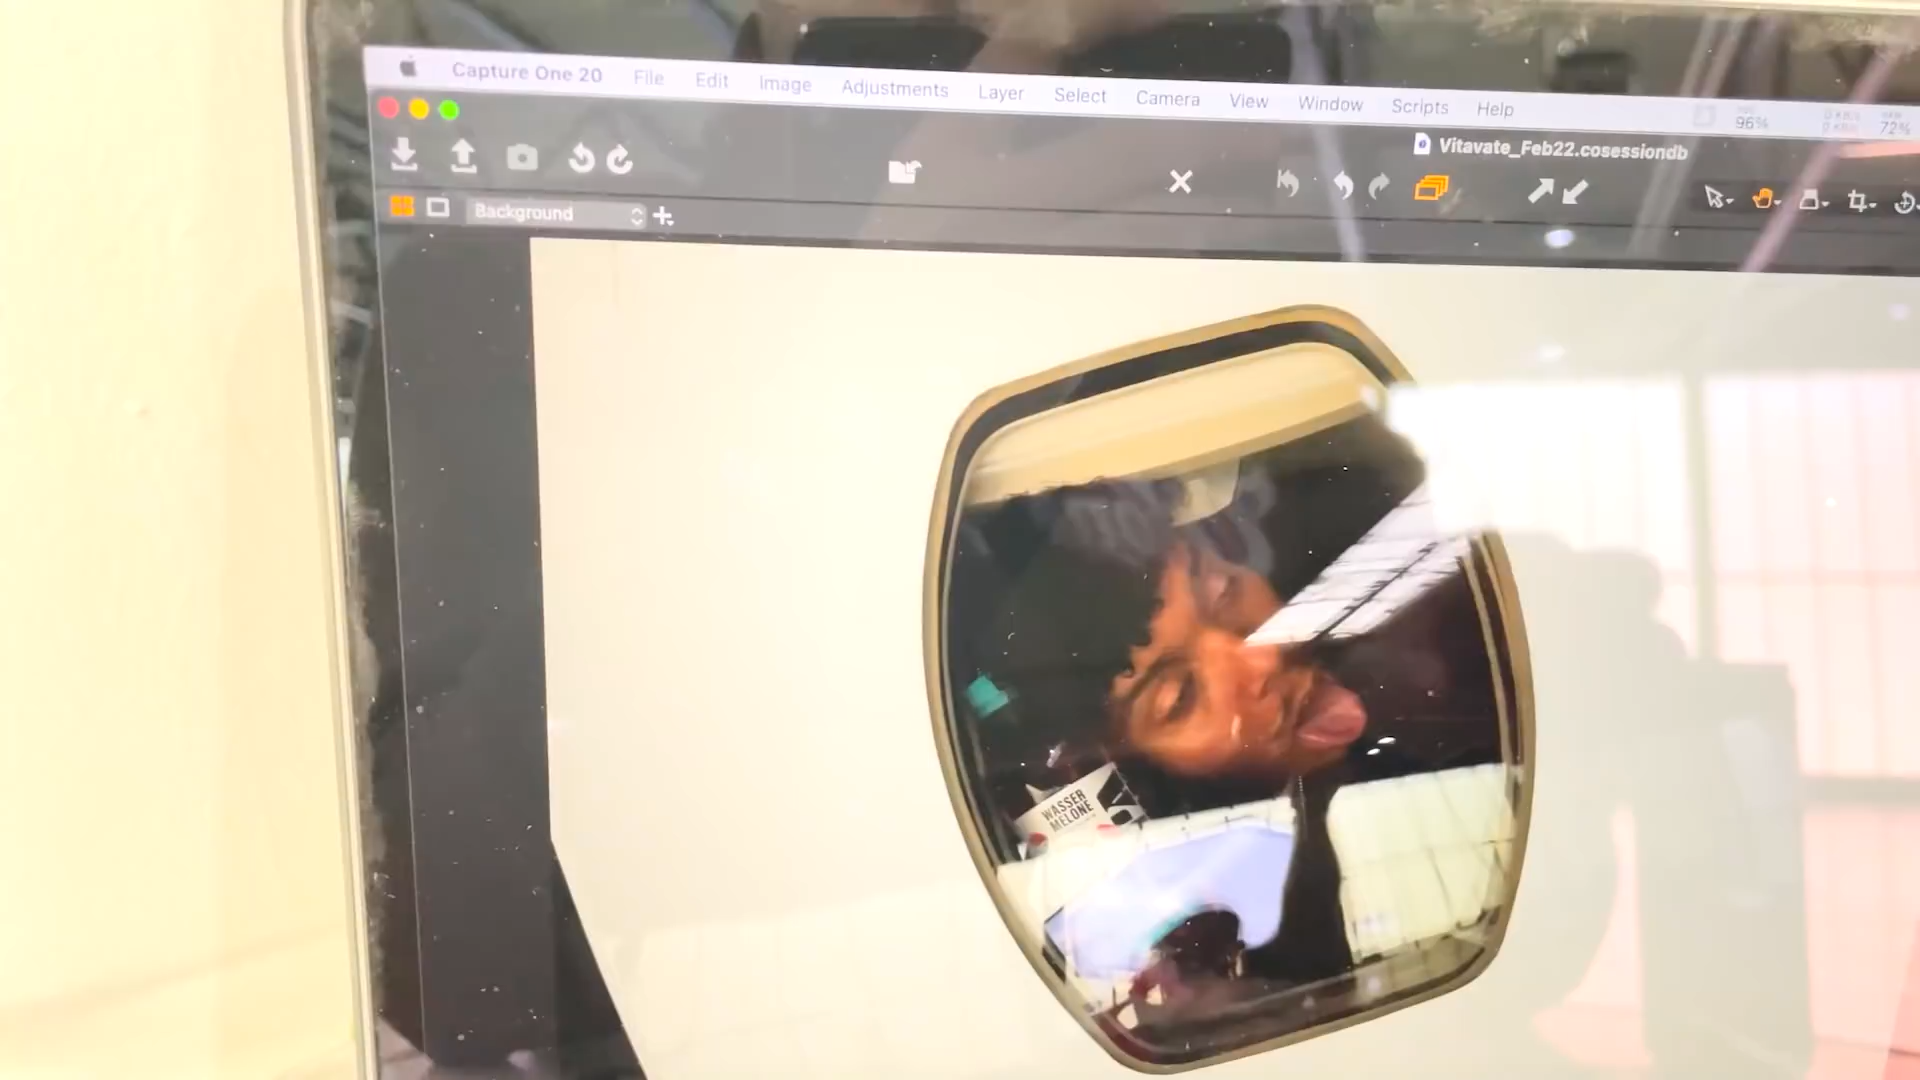 Capture One 20 File Edit Image Adjustments Layer Select Camera View Window Scripts Help
96%
72%
Vitavate_Feb22.cosessiondb
Background
WASSER
MELONE